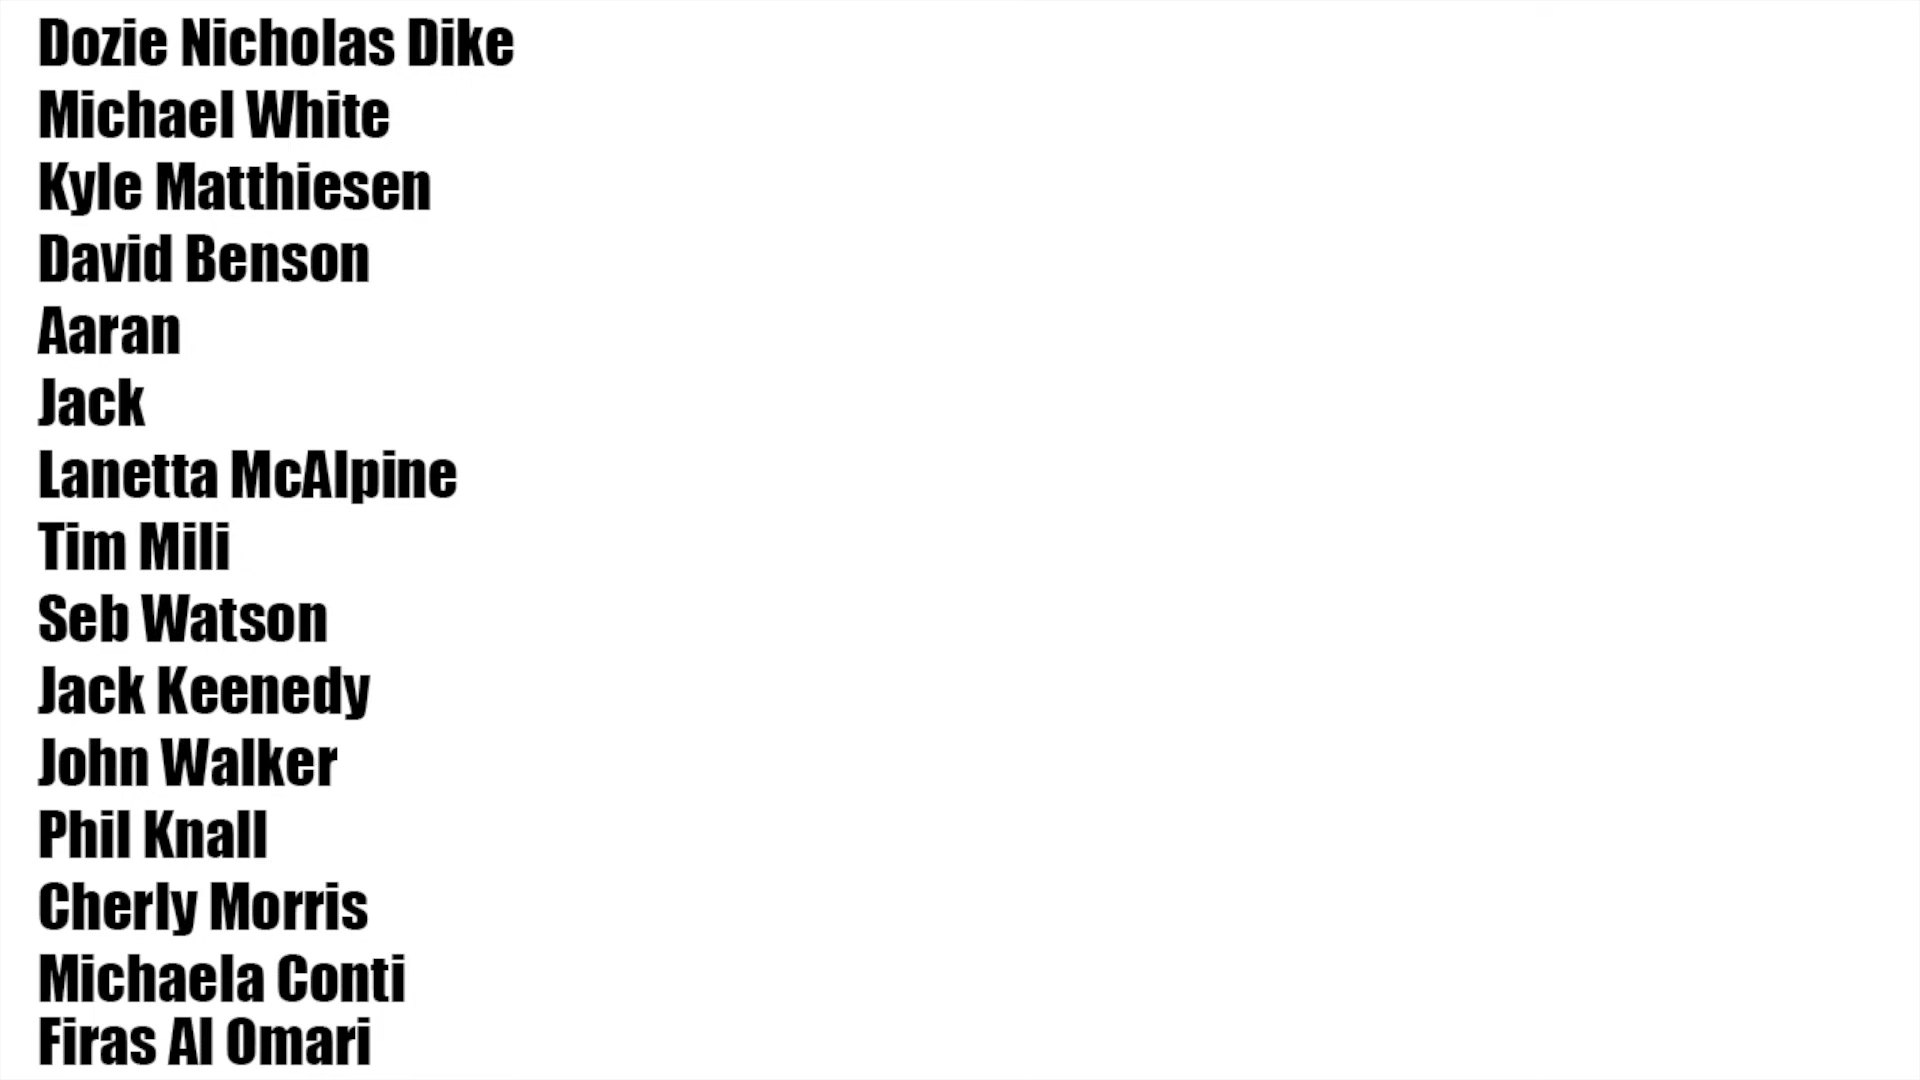 Dozie Nicholas Dike
Michael White
Kyle Matthiesen
David Benson
Aaran
Jack
Lanetta McAlpine
Tim Mili
Seb Watson
Jack Keenedy
John Walker
Phil Knall
Cherly Morris
Michaela Conti
Firas Al Omari